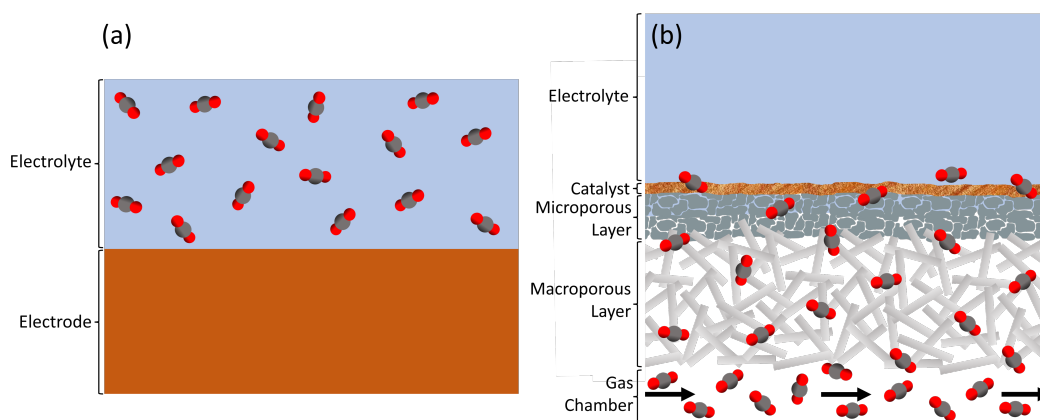 (a)
Electrolyte
Electrode
(b)
Electrolyte
Catalyst
Microporous
Layer
Macroporous
Layer
Gas
Chamber